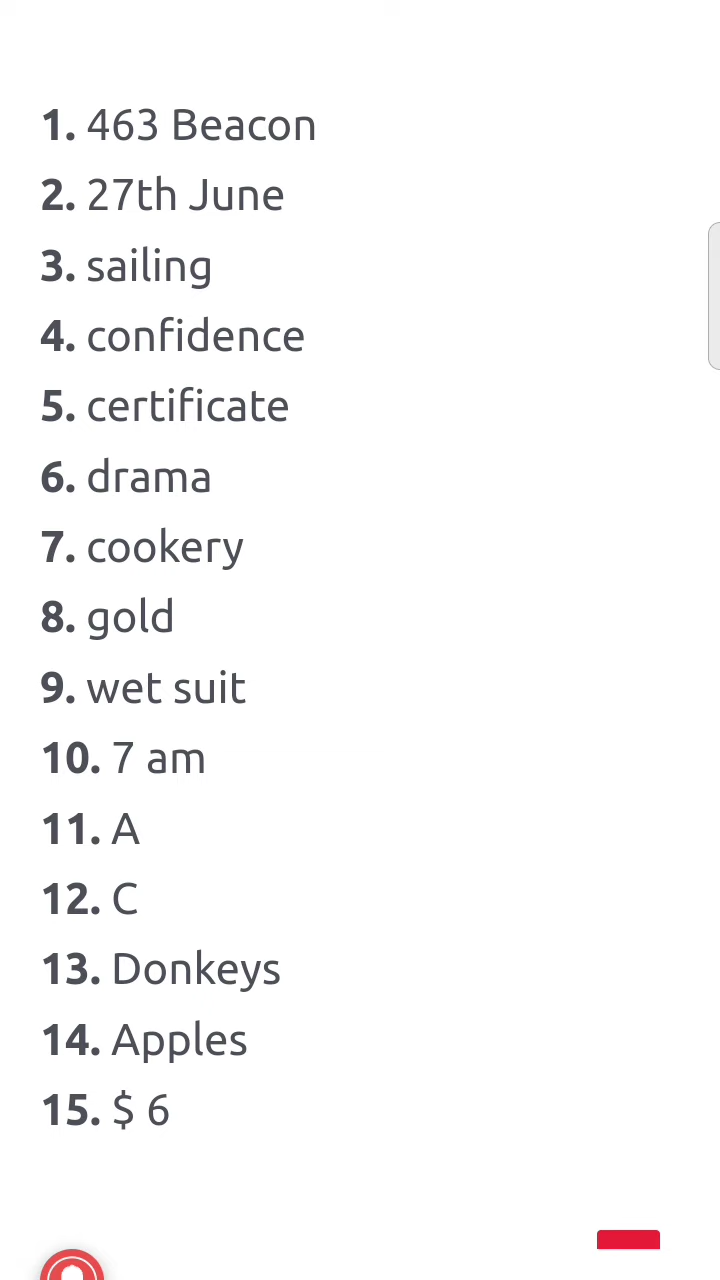 1. 463 Beacon
2. 27th June
3. sailing
4. confidence
5. certificate
6. drama
7. cookery
8. gold
9. wet suit
10. 7 am
11. A
12. C
13. Donkeys
14. Apples
15. $ 6